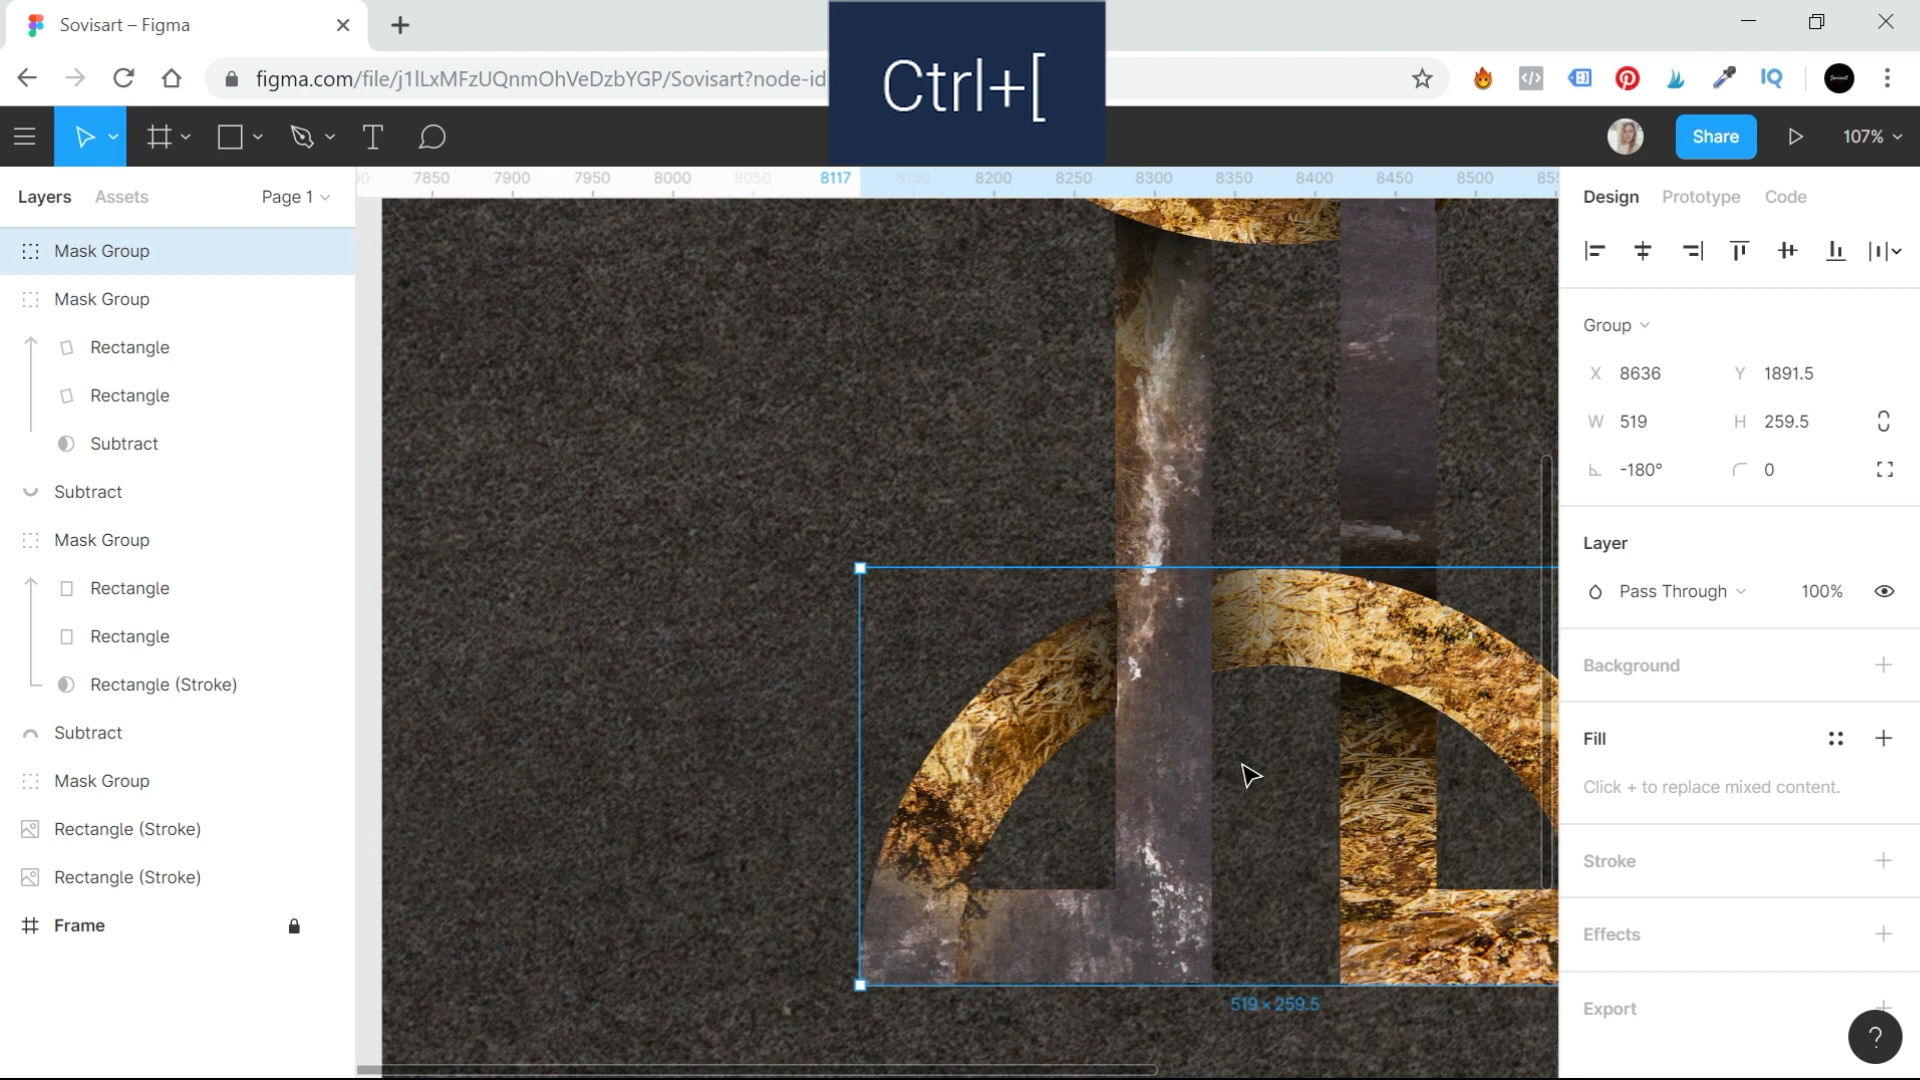 Sovisart – Figma
figma.com/file/j1lLxMFzUQnmOhVeDzbYGP/Sovisart?node-id
Ctrl+[
IQ
Share
107%
Layers
Assets
Page 1
7850
7900
7950
8000
8050
8117
8150
8200
8250
8300
8350
8400
8450
8500
Design
Prototype
Code
Mask Group
Mask Group
Rectangle
Rectangle
Subtract
Subtract
Mask Group
Rectangle
Rectangle
Rectangle (Stroke)
Subtract
Mask Group
Rectangle (Stroke)
Rectangle (Stroke)
Frame
519 × 259.5
Group
X 8636 Y 1891.5
W 519 H 259.5
-180° 0
Layer
Pass Through 100%
Background
Fill
Click + to replace mixed content.
Stroke
Effects
Export
?